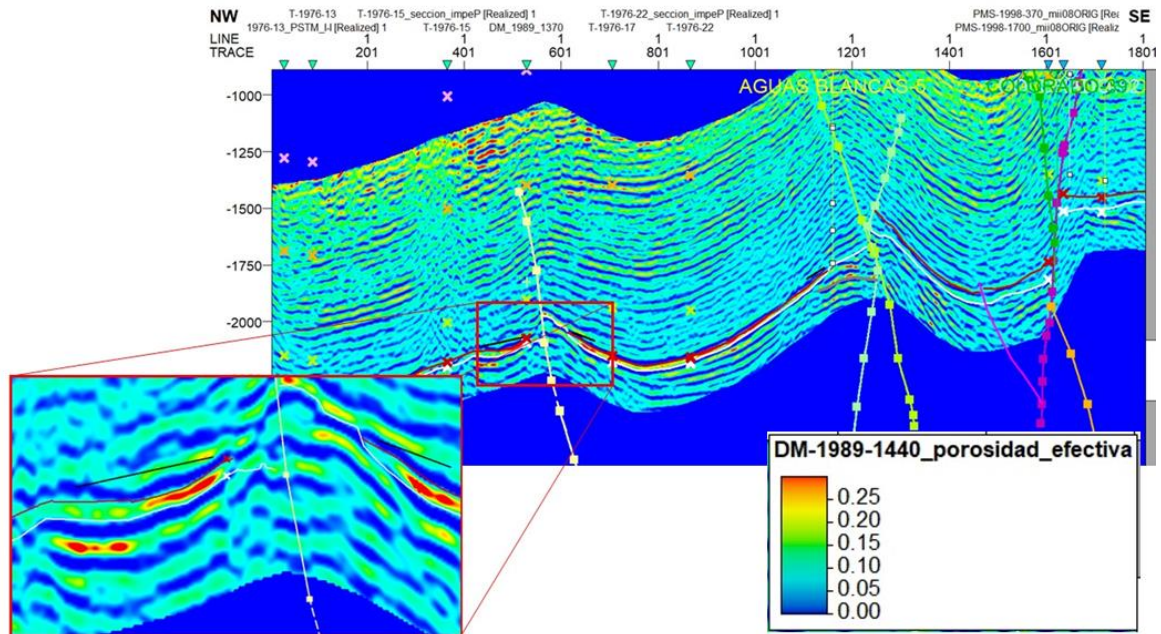 NW
T-1976-13 T-1976-15_seccion_impeP [Realized] 1 T-1976-22_seccion_impeP [Realized] 1 PMS-1998-370_mii08ORIG [Rea
SE
1976-13_PSTM_I-I [Realized] 1 T-1976-15 DM_1989_1370 T-1976-17 T-1976-22 PMS-1998-1700_mii08ORIG [Realiz
LINE 1 1 1 1 1 1 1 1
TRACE 201 401 601 801 1001 1201 1401 1601 1801
AGUAS BLANCAS-
-1000
-1250
-1500
-1750
-2000
DM-1989-1440_porosidad_efectiva
0.25
0.20
0.15
0.10
0.05
0.00